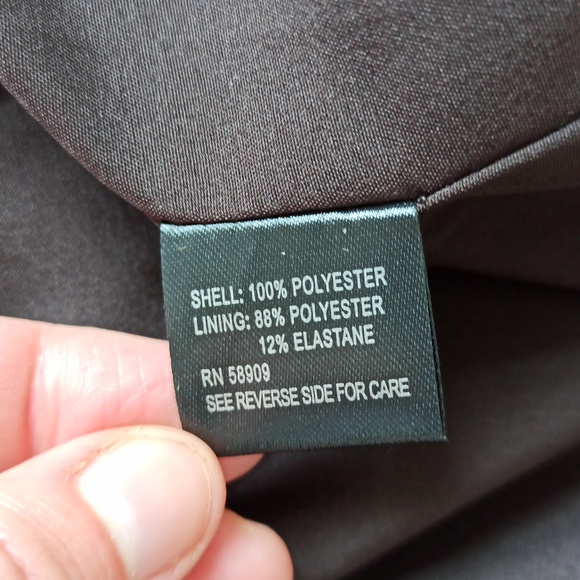 SHELL: 100% POLYESTER
LINING: 88% POLYESTER
12% ELASTANE
RN 58909
SEE REVERSE SIDE FOR CARE